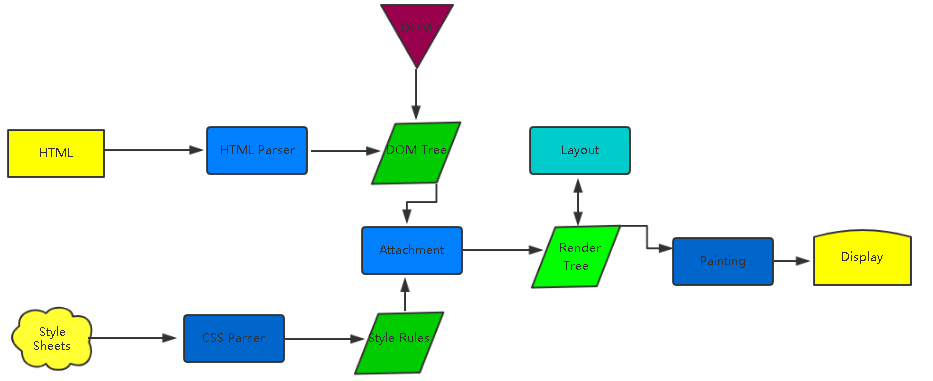 DOM
HTML
HTML Parser
DOM Tree
Layout
Attachment
Render
Tree
Painting
Display
Style
Sheets
CSS Parser
Style Rules